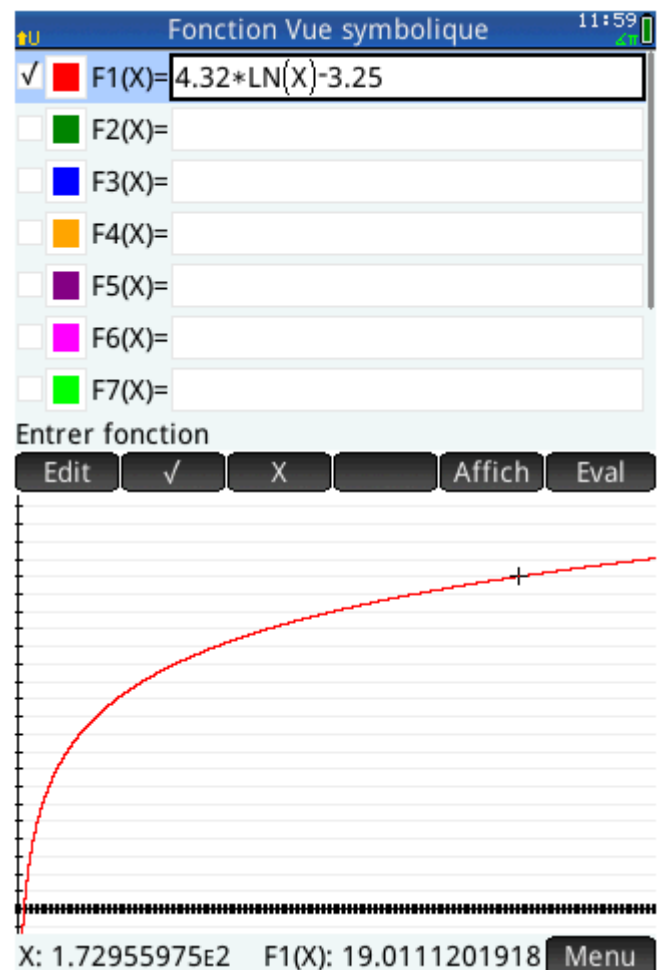 Fonction Vue symbolique 11:59
U ∡π
√ F1(X)= 4.32*LN(X)-3.25
F2(X)=
F3(X)=
F4(X)=
F5(X)=
F6(X)=
F7(X)=
Entrer fonction
Edit √ X Affich Eval
X: 1.72955975E2 F1(X): 19.0111201918 Menu